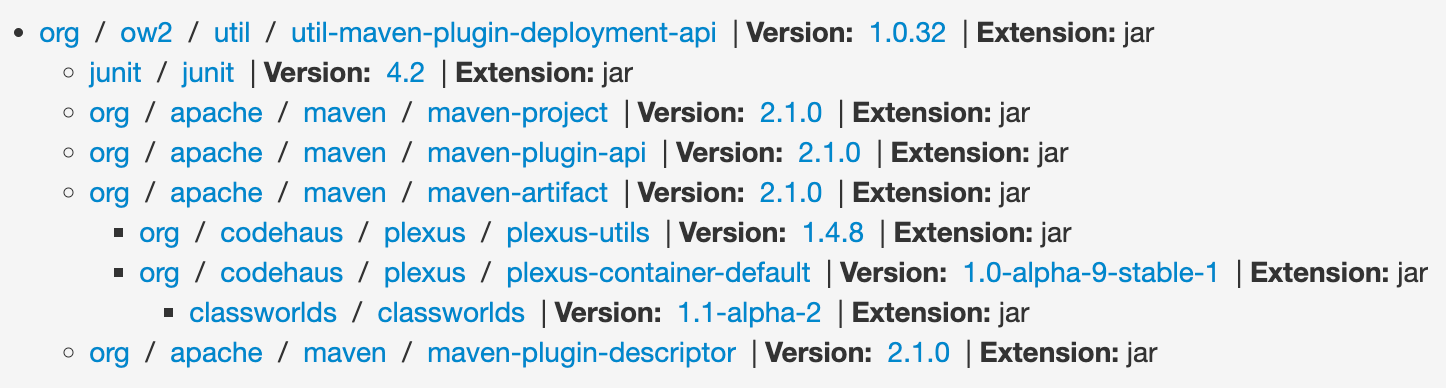 • org / ow2 / util / util-maven-plugin-deployment-api | Version: 1.0.32 | Extension: jar
◦ junit / junit | Version: 4.2 | Extension: jar
◦ org / apache / maven / maven-project | Version: 2.1.0 | Extension: jar
◦ org / apache / maven / maven-plugin-api | Version: 2.1.0 | Extension: jar
◦ org / apache / maven / maven-artifact | Version: 2.1.0 | Extension: jar
▪ org / codehaus / plexus / plexus-utils | Version: 1.4.8 | Extension: jar
▪ org / codehaus / plexus / plexus-container-default | Version: 1.0-alpha-9-stable-1 | Extension: jar
▪ classworlds / classworlds | Version: 1.1-alpha-2 | Extension: jar
◦ org / apache / maven / maven-plugin-descriptor | Version: 2.1.0 | Extension: jar